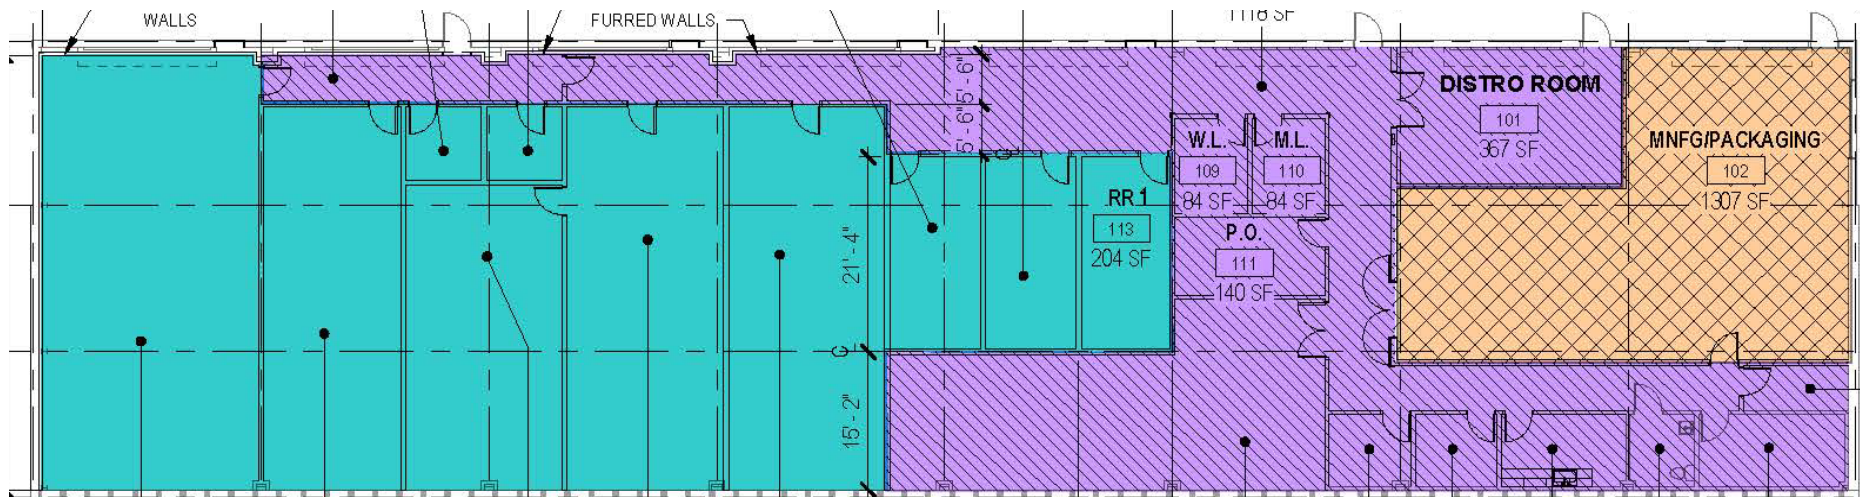 WALLS
FURRED WALLS
1118 SF
5' - 6"
5' - 6"
DISTRO ROOM
101
367 SF
MNFG/PACKAGING
102
1307 SF
W.L.
109
84 SF
M.L.
110
84 SF
RR 1
113
204 SF
P.O.
111
140 SF
21' - 4"
15' - 2"